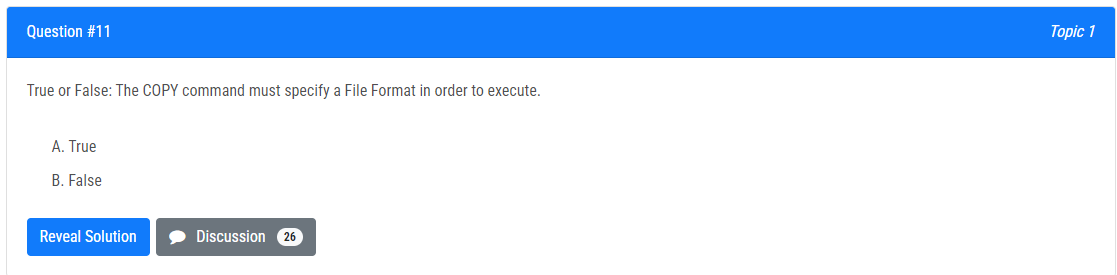 Question #11
Topic 1
True or False: The COPY command must specify a File Format in order to execute.
A. True
B. False
Reveal Solution
Discussion 26